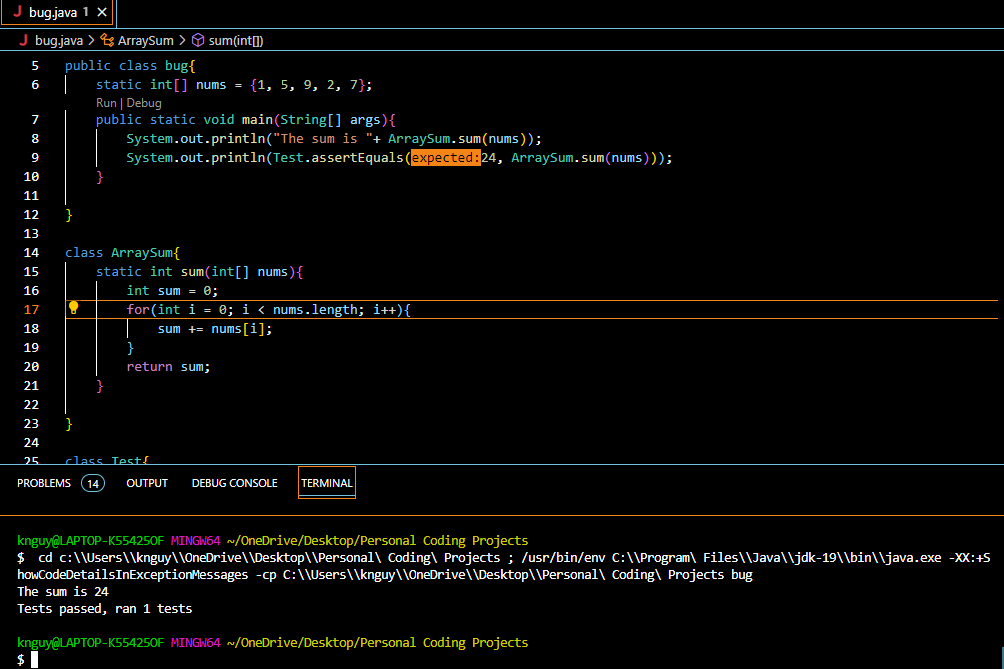 J bug.java 1 ×
J bug.java > ArraySum > sum(int[])
5 public class bug{
6 static int[] nums = {1, 5, 9, 2, 7};
Run | Debug
7 public static void main(String[] args){
8 System.out.println("The sum is "+ ArraySum.sum(nums));
9 System.out.println(Test.assertEquals(expected:24, ArraySum.sum(nums)));
10 }
11
12 }
13
14 class ArraySum{
15 static int sum(int[] nums){
16 int sum = 0;
17 for(int i = 0; i < nums.length; i++){
18 sum += nums[i];
19 }
20 return sum;
21 }
22
23 }
24
25 class Test{
PROBLEMS 14 OUTPUT DEBUG CONSOLE TERMINAL
knguy@LAPTOP-K55425OF MINGW64 ~/OneDrive/Desktop/Personal Coding Projects
$ cd c:\\Users\\knguy\\OneDrive\\Desktop\\Personal\ Coding\ Projects ; /usr/bin/env C:\\Program\ Files\\Java\\jdk-19\\bin\\java.exe -XX:+S
howCodeDetailsInExceptionMessages -cp C:\\Users\\knguy\\OneDrive\\Desktop\\Personal\ Coding\ Projects bug
The sum is 24
Tests passed, ran 1 tests
knguy@LAPTOP-K55425OF MINGW64 ~/OneDrive/Desktop/Personal Coding Projects
$